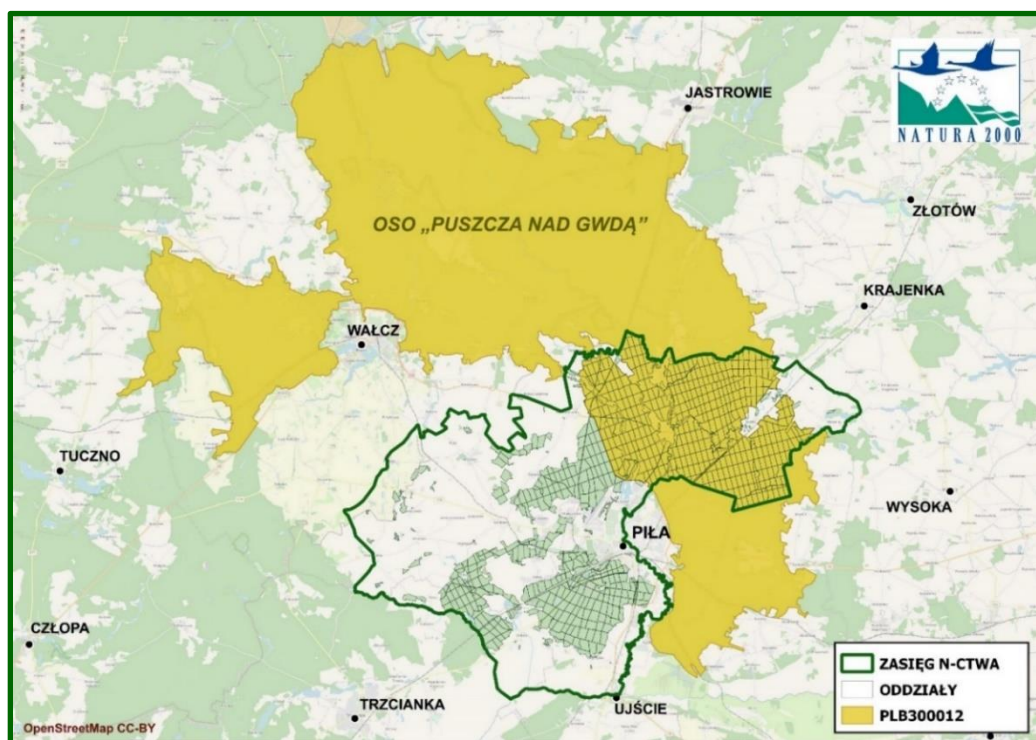 JASTROWIE
NATURA 2000
ZŁOTÓW
OSO „PUSZCZA NAD GWDĄ”
KRAJENKA
WAŁCZ
TUCZNO
WYSOKA
PIŁA
CZŁOPA
ZASIĘG N-CTWA
ODDZIAŁY
PLB300012
TRZCIANKA
UJŚCIE
OpenStreetMap CC-BY